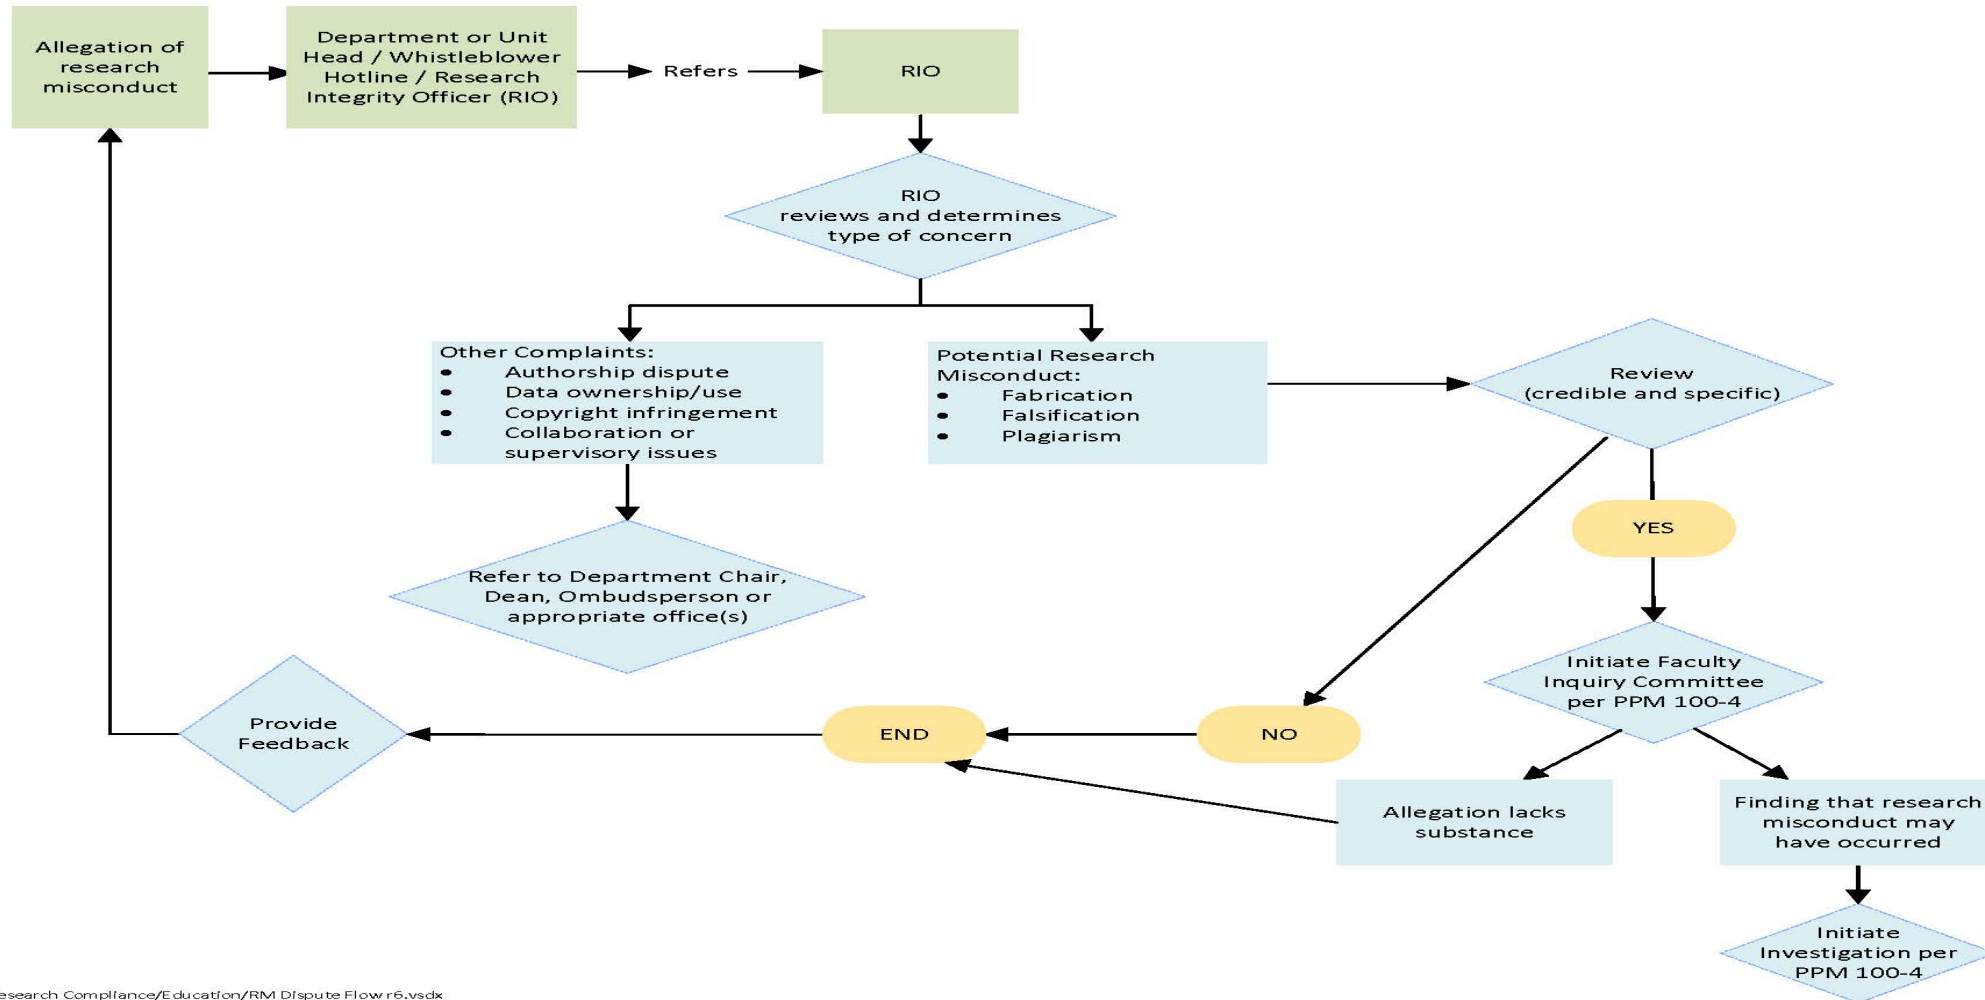 Allegation of
research
misconduct
Department or Unit
Head / Whistleblower
Hotline / Research
Integrity Officer (RIO)
Refers
RIO
RIO
reviews and determines
type of concern
Other Complaints:
• Authorship dispute
• Data ownership/use
• Copyright infringement
• Collaboration or
supervisory issues
Potential Research
Misconduct:
• Fabrication
• Falsification
• Plagiarism
Review
(credible and specific)
YES
Refer to Department Chair,
Dean, Ombudsperson or
appropriate office(s)
Initiate Faculty
Inquiry Committee
per PPM 100-4
Provide
Feedback
END
NO
Allegation lacks
substance
Finding that research
misconduct may
have occurred
Initiate
Investigation per
PPM 100-4
esearch Compliance/Education/RM Dispute Flow r6.vsdx